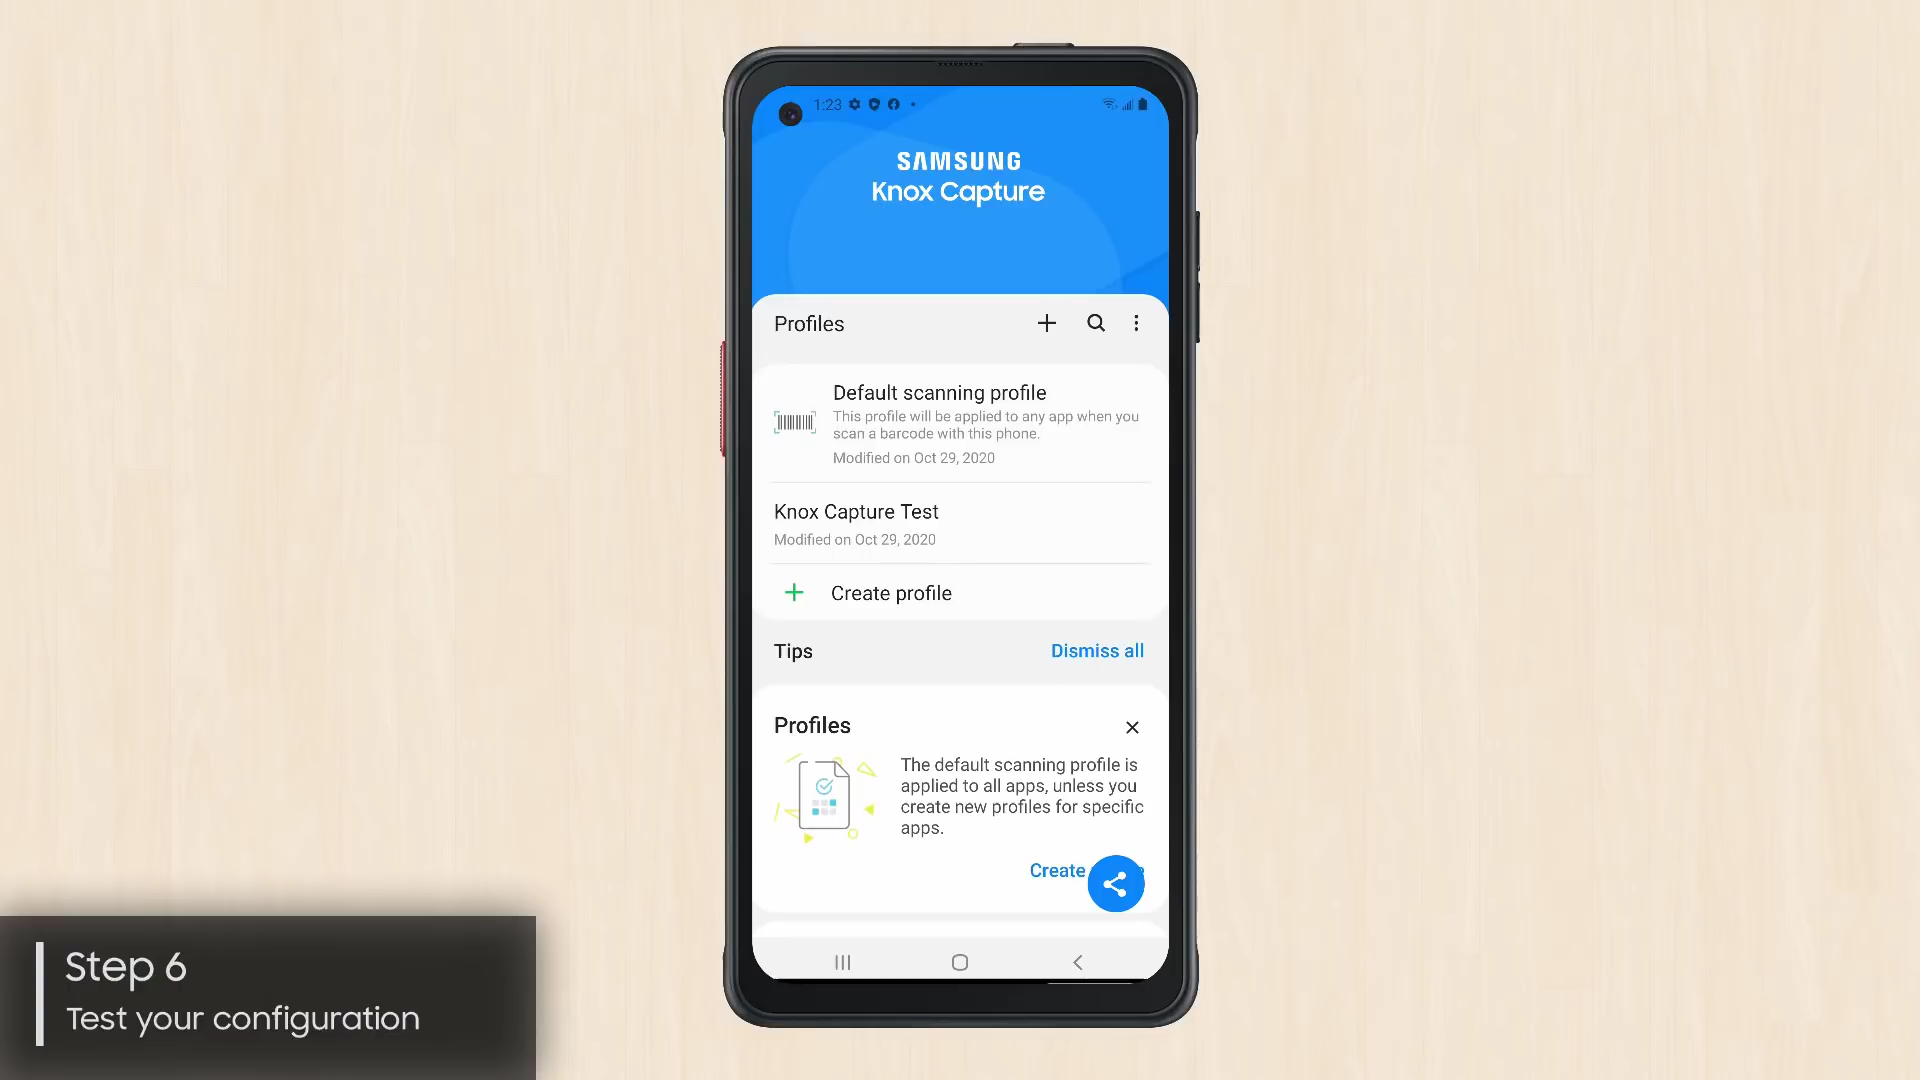 1:23
SAMSUNG
Knox Capture
Profiles
Default scanning profile
This profile will be applied to any app when you
scan a barcode with this phone.
Modified on Oct 29, 2020
Knox Capture Test
Modified on Oct 29, 2020
Create profile
Tips
Dismiss all
Profiles
The default scanning profile is
applied to all apps, unless you
create new profiles for specific
apps.
Create
Step 6
Test your configuration